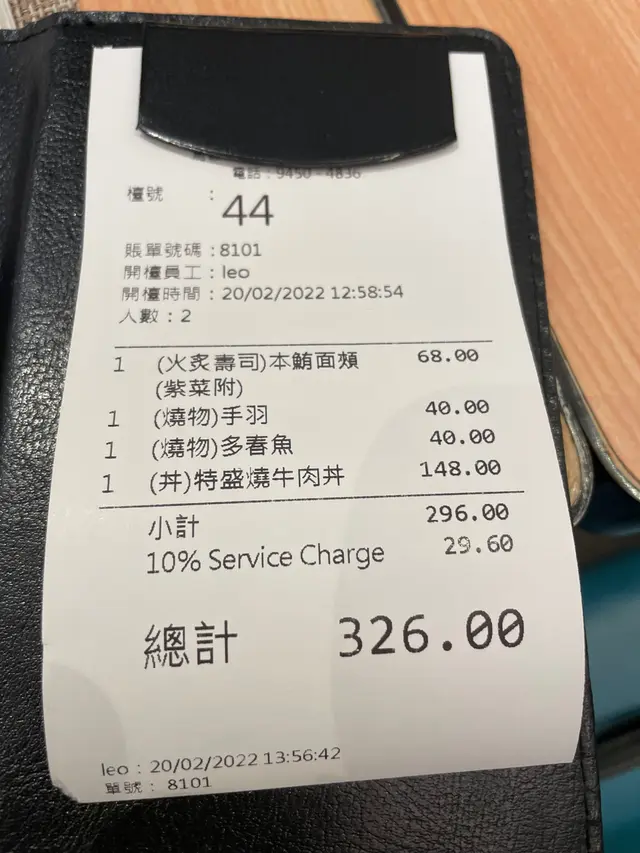 電話：9450 - 4836
檯號 : 44
賬單號碼 : 8101
開檯員工 : leo
開檯時間 : 20/02/2022 12:58:54
人數 : 2
1 (火炙壽司)本鮪面頰 68.00
(紫菜附)
1 (燒物)手羽 40.00
1 (燒物)多春魚 40.00
1 (丼)特盛燒牛肉丼 148.00
小計 296.00
10% Service Charge 29.60
總計 326.00
leo : 20/02/2022 13:56:42
單號 : 8101